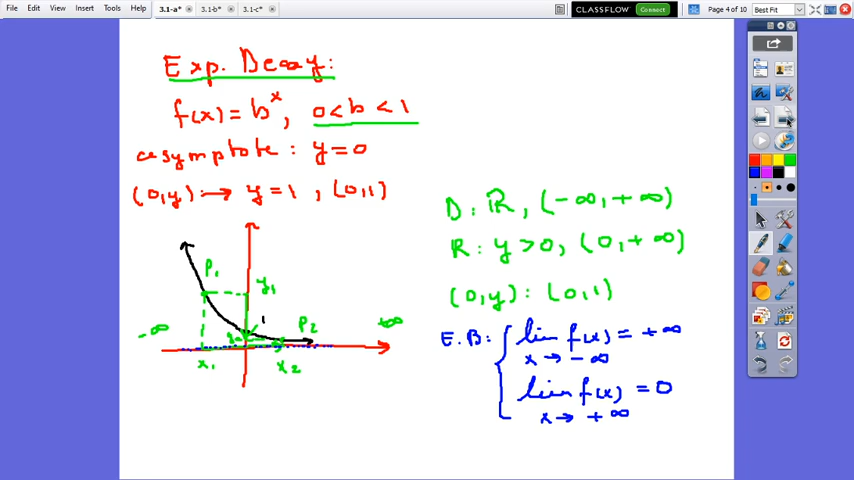 File Edit View Insert Tools Help
3.1-a* 3.1-b* 3.1-c*
CLASSFLOW Connect
Page 4 of 10
Best Fit
Exp. Decay:
f(x) = b^x, 0 < b < 1
asymptote: y = 0
(0,y): → y = 1, (0,1)
P1
y1
1
P2
-∞
+∞
y2
x1
x2
D: ℝ, (-∞, +∞)
R: y > 0, (0, +∞)
(0,y): (0,1)
E.B: { lim f(x) = +∞
x → -∞
lim f(x) = 0
x → +∞